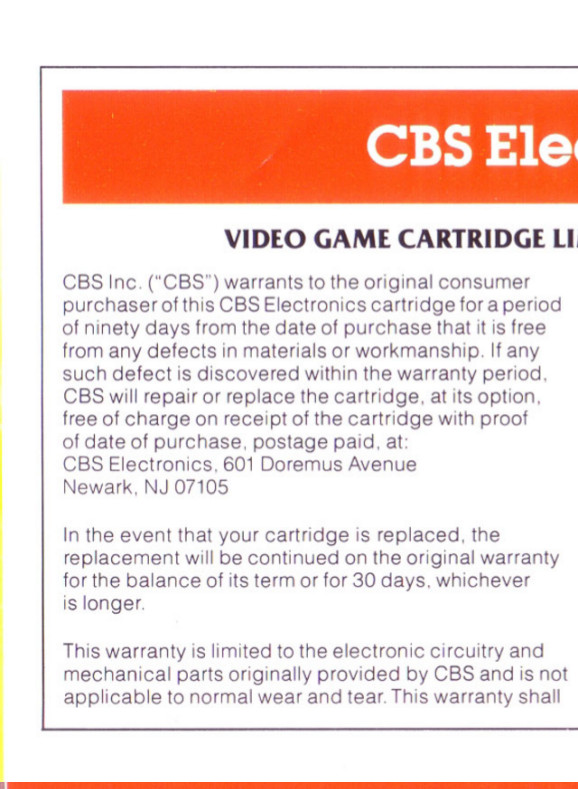 CBS Ele
VIDEO GAME CARTRIDGE LI
CBS Inc. (“CBS”) warrants to the original consumer
purchaser of this CBS Electronics cartridge for a period
of ninety days from the date of purchase that it is free
from any defects in materials or workmanship. If any
such defect is discovered within the warranty period,
CBS will repair or replace the cartridge, at its option,
free of charge on receipt of the cartridge with proof
of date of purchase, postage paid, at:
CBS Electronics, 601 Doremus Avenue
Newark, NJ 07105
In the event that your cartridge is replaced, the
replacement will be continued on the original warranty
for the balance of its term or for 30 days, whichever
is longer.
This warranty is limited to the electronic circuitry and
mechanical parts originally provided by CBS and is not
applicable to normal wear and tear. This warranty shall